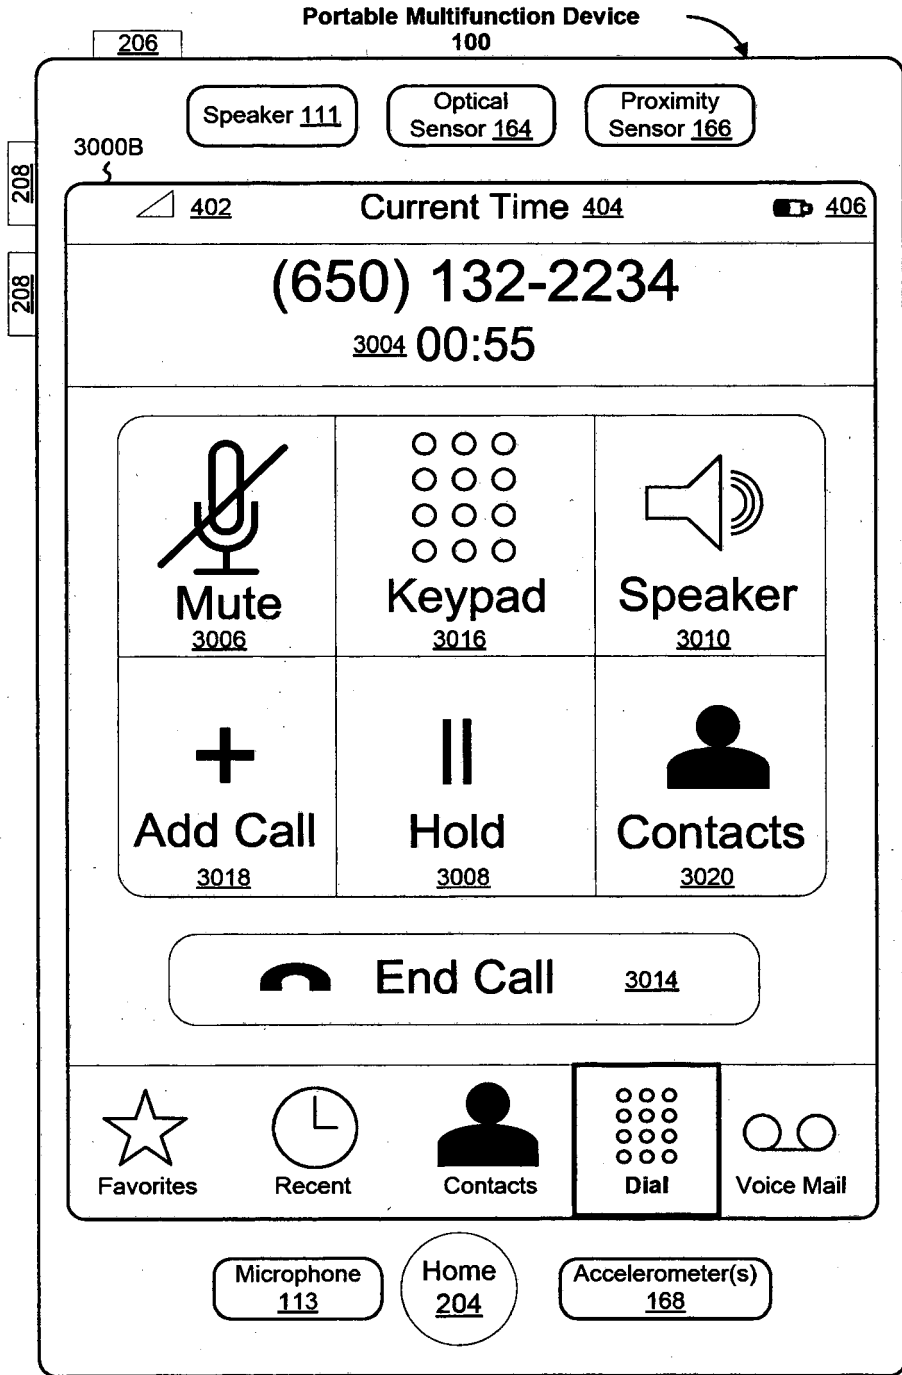 Portable Multifunction Device
100
206
Speaker 111
Optical
Sensor 164
Proximity
Sensor 166
3000B
208
208
402
Current Time 404
406
(650) 132-2234
3004 00:55
Mute
3006
Keypad
3016
Speaker
3010
Add Call
3018
Hold
3008
Contacts
3020
End Call 3014
Favorites
Recent
Contacts
Dial
Voice Mail
Microphone
113
Home
204
Accelerometer(s)
168